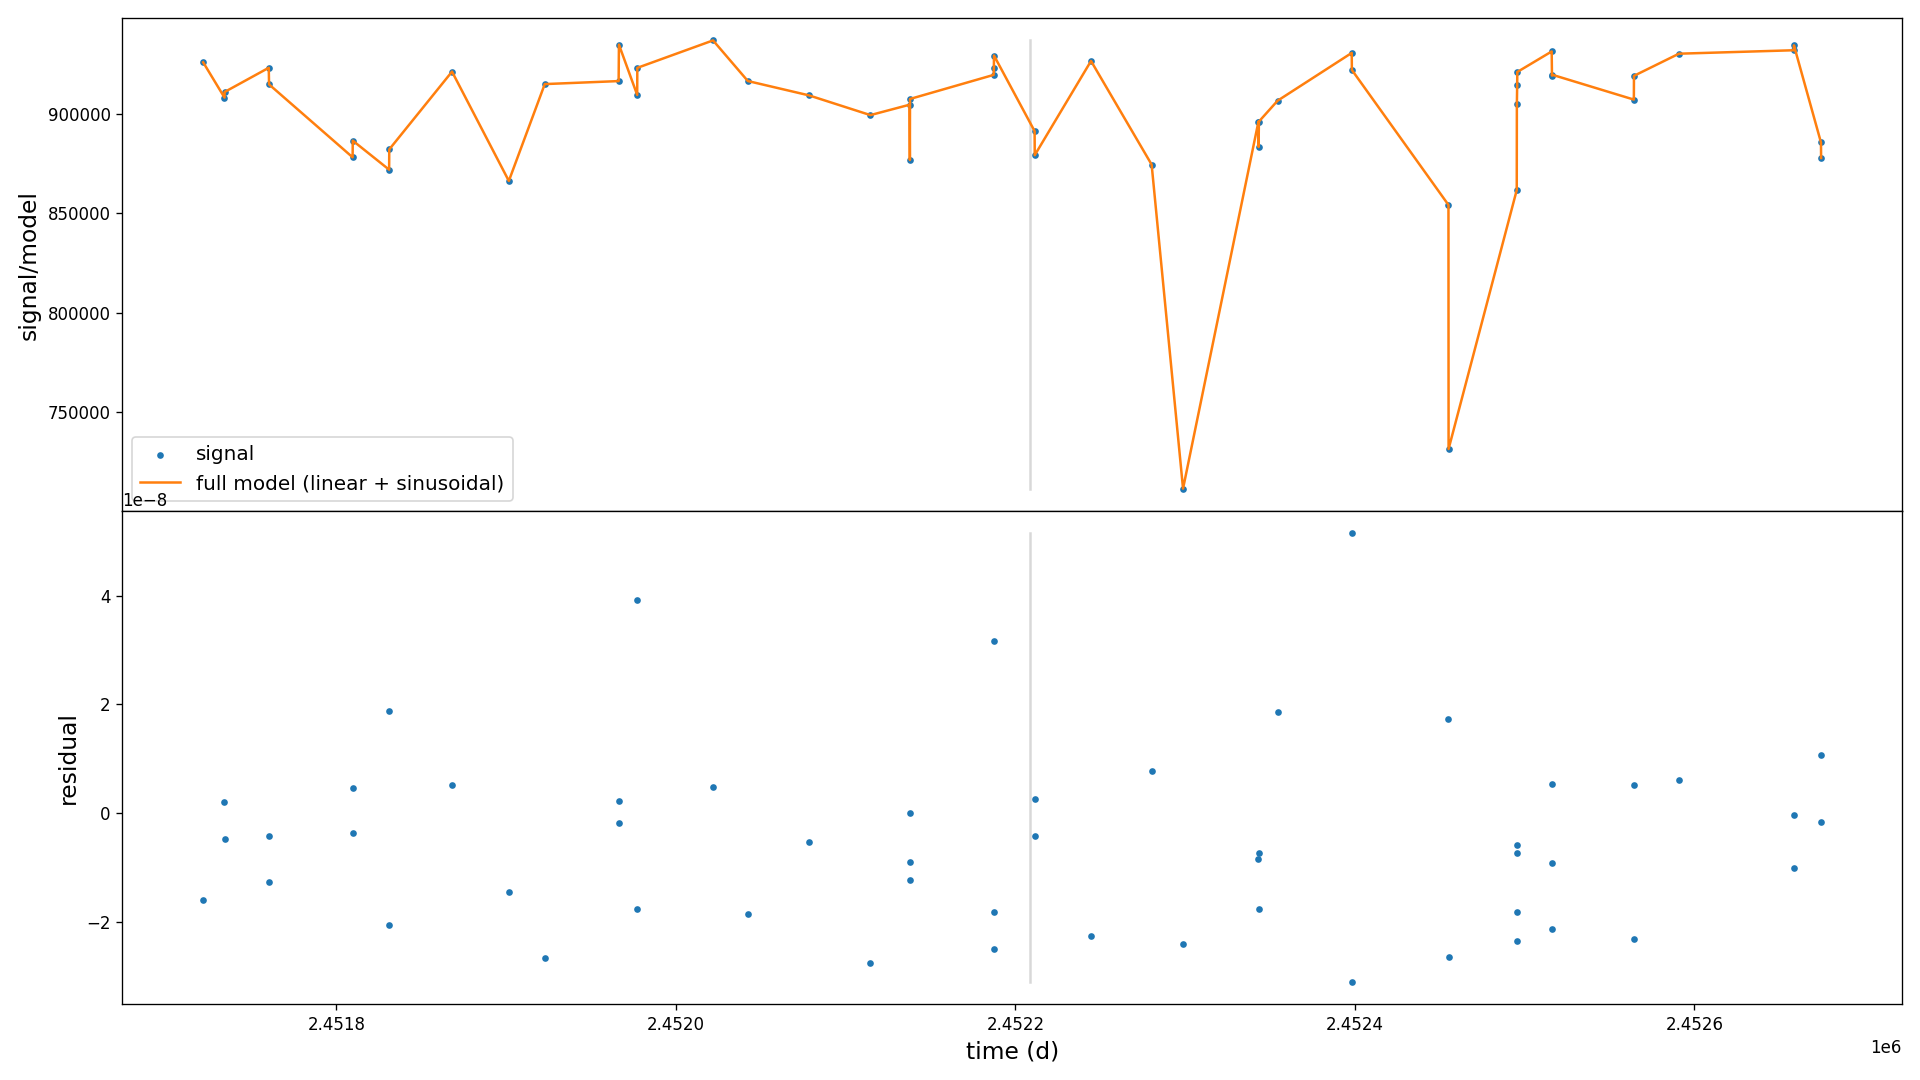 signal/model
900000
850000
800000
750000
signal
full model (linear + sinusoidal)
1e−8
residual
4
2
0
−2
2.4518
2.4520
2.4522
2.4524
2.4526
time (d)
1e6